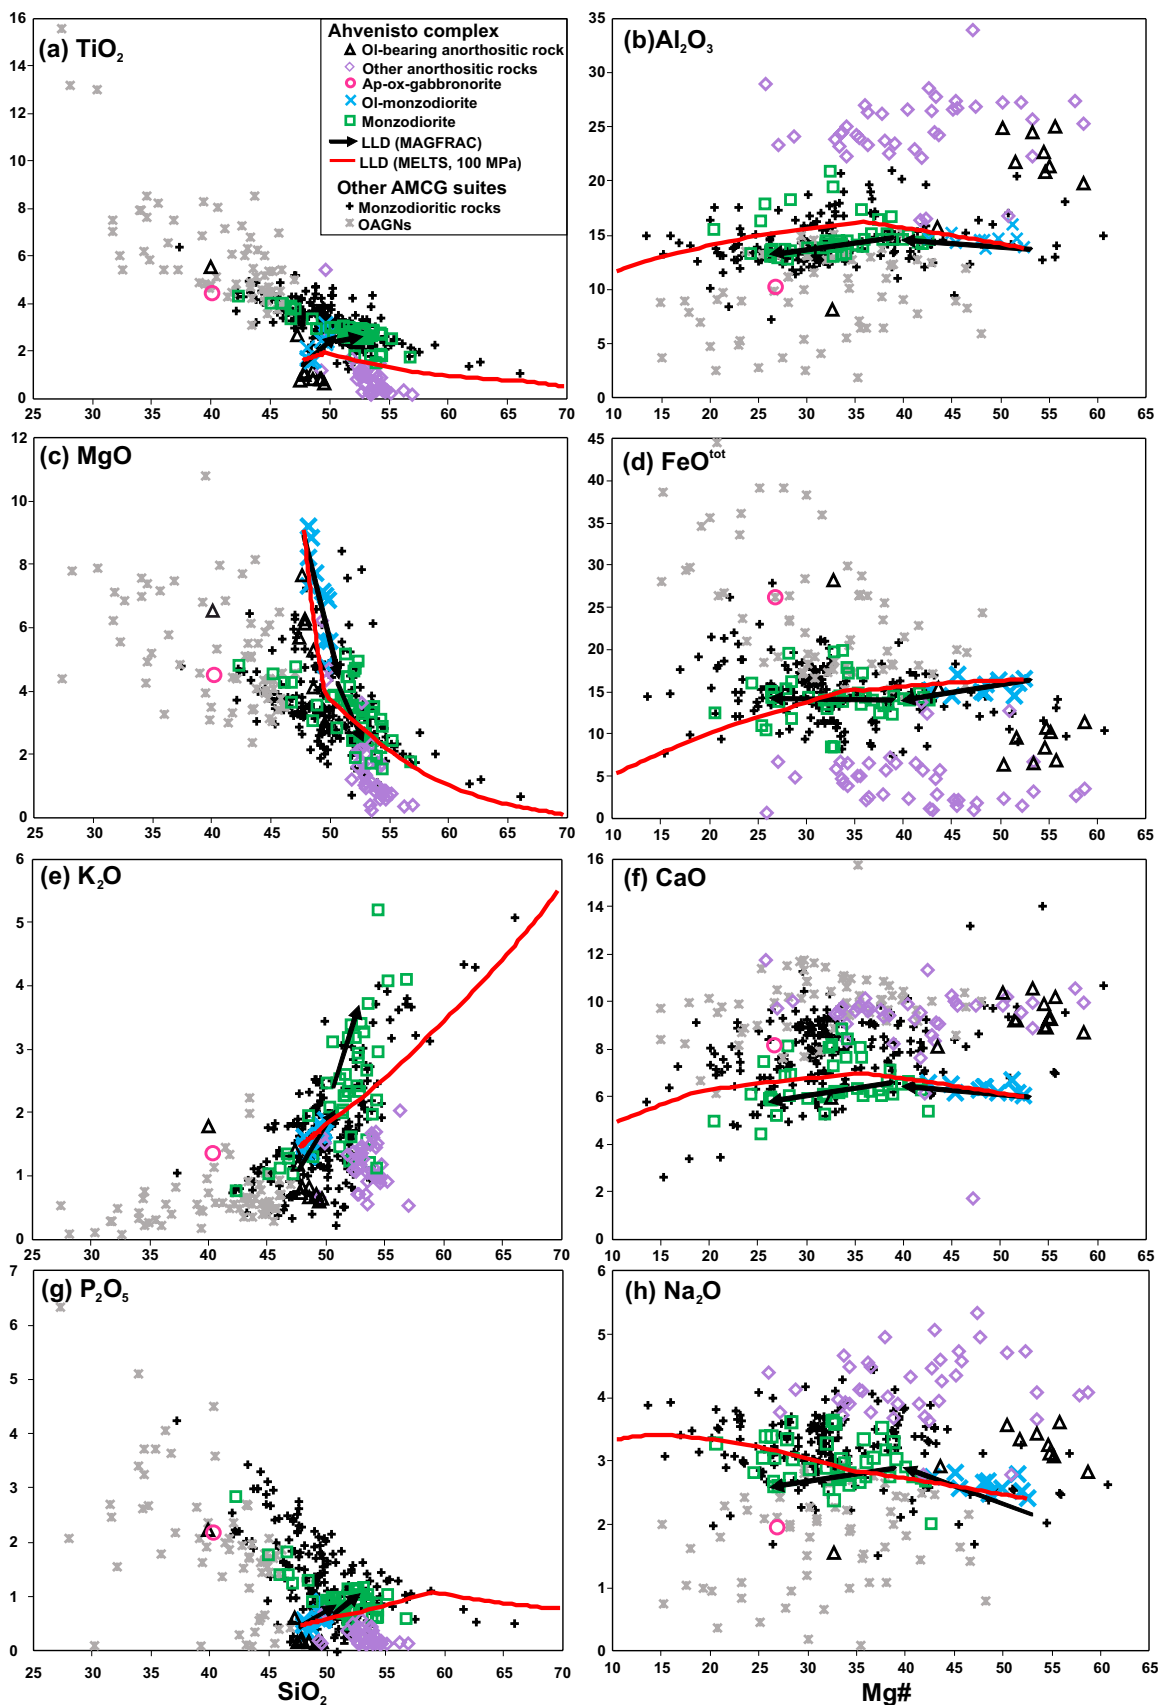 (a) TiO2
16
14
12
10
8
6
4
2
0
25 30 35 40 45 50 55 60 65 70
Ahvenisto complex
Ol-bearing anorthositic rock
Other anorthositic rocks
Ap-ox-gabbronorite
Ol-monzodiorite
Monzodiorite
LLD (MAGFRAC)
LLD (MELTS, 100 MPa)
Other AMCG suites
Monzodioritic rocks
OAGNs
(b) Al2O3
35
30
25
20
15
10
5
0
10 15 20 25 30 35 40 45 50 55 60 65
(c) MgO
12
10
8
6
4
2
0
25 30 35 40 45 50 55 60 65 70
(d) FeOtot
45
40
35
30
25
20
15
10
5
0
10 15 20 25 30 35 40 45 50 55 60 65
(e) K2O
6
5
4
3
2
1
0
25 30 35 40 45 50 55 60 65 70
(f) CaO
16
14
12
10
8
6
4
2
0
10 15 20 25 30 35 40 45 50 55 60 65
(g) P2O5
7
6
5
4
3
2
1
0
25 30 35 40 45 50 55 60 65 70
SiO2
(h) Na2O
6
5
4
3
2
1
0
10 15 20 25 30 35 40 45 50 55 60 65
Mg#